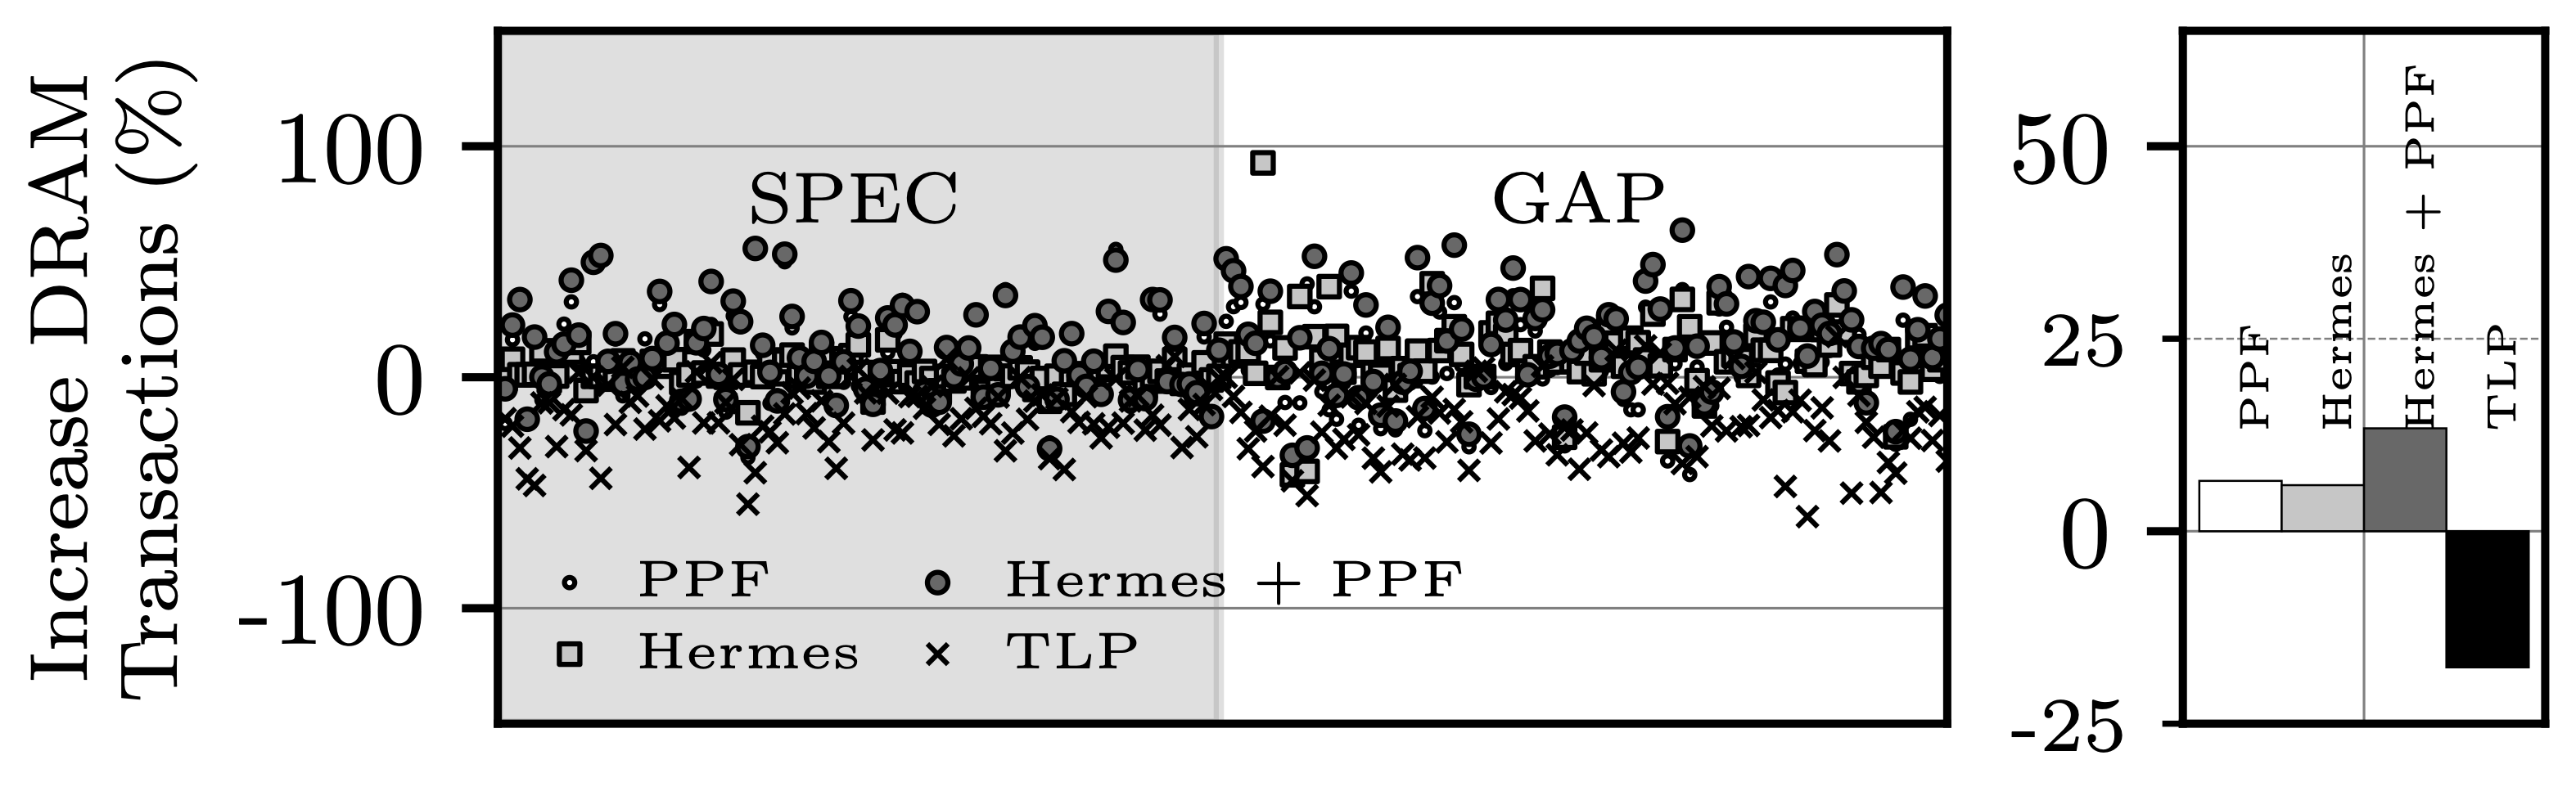 Increase DRAM
Transactions (%)
100
0
-100
SPEC
GAP
PPF
Hermes + PPF
Hermes
TLP
50
25
0
-25
PPF
Hermes
Hermes + PPF
TLP